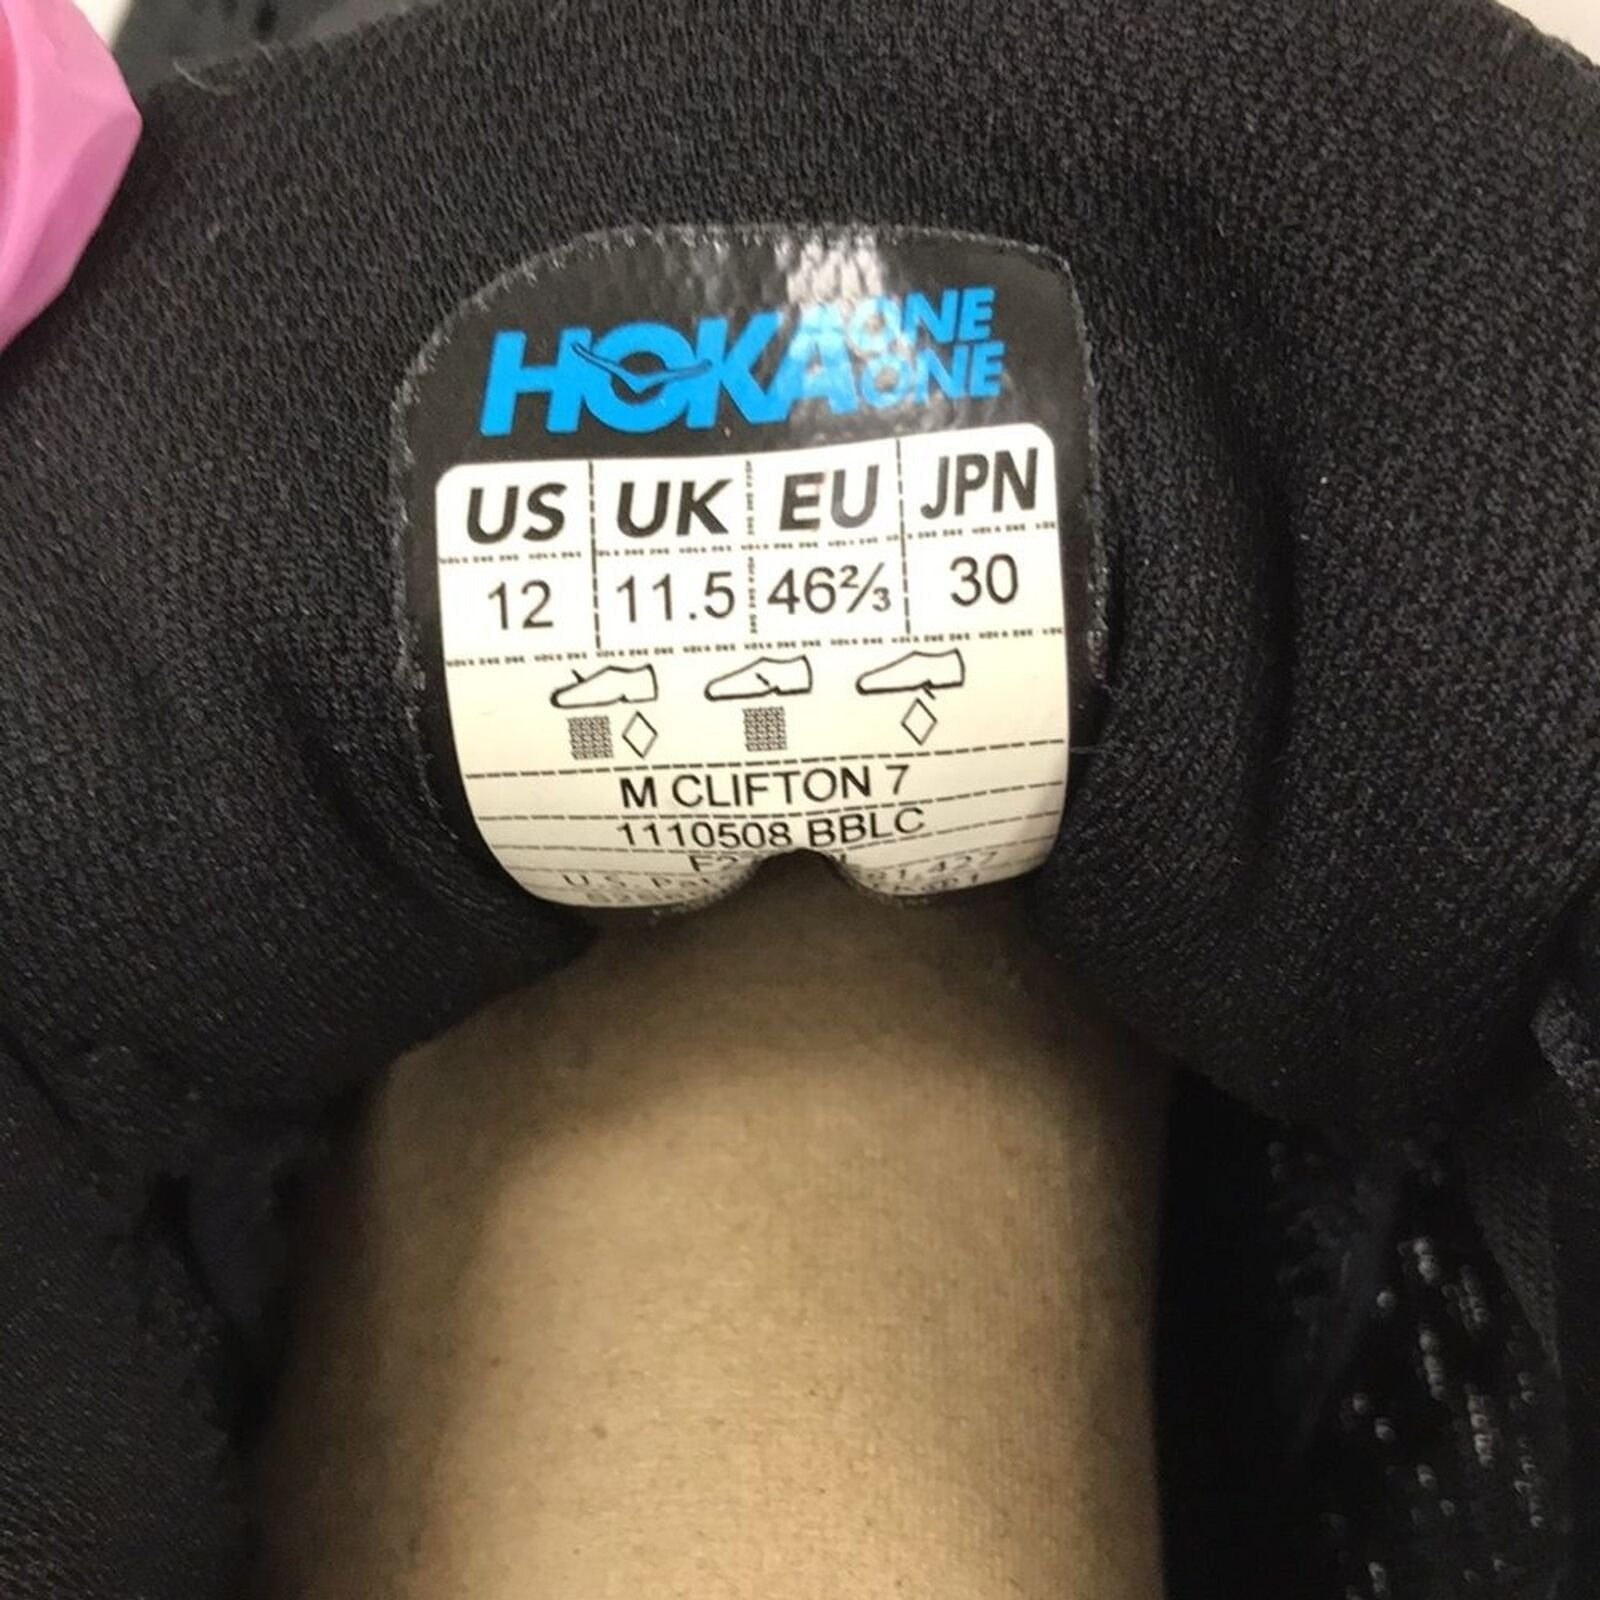 HOKA ONE ONE
US UK EU JPN
12 11.5 46⅔ 30
M CLIFTON 7
1110508 BBLC
U.S.